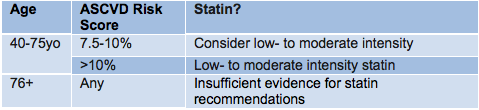 Age ASCVD Risk Score Statin?
40-75yo 7.5-10% Consider low- to moderate intensity
>10% Low- to moderate intensity statin
76+ Any Insufficient evidence for statin
recommendations